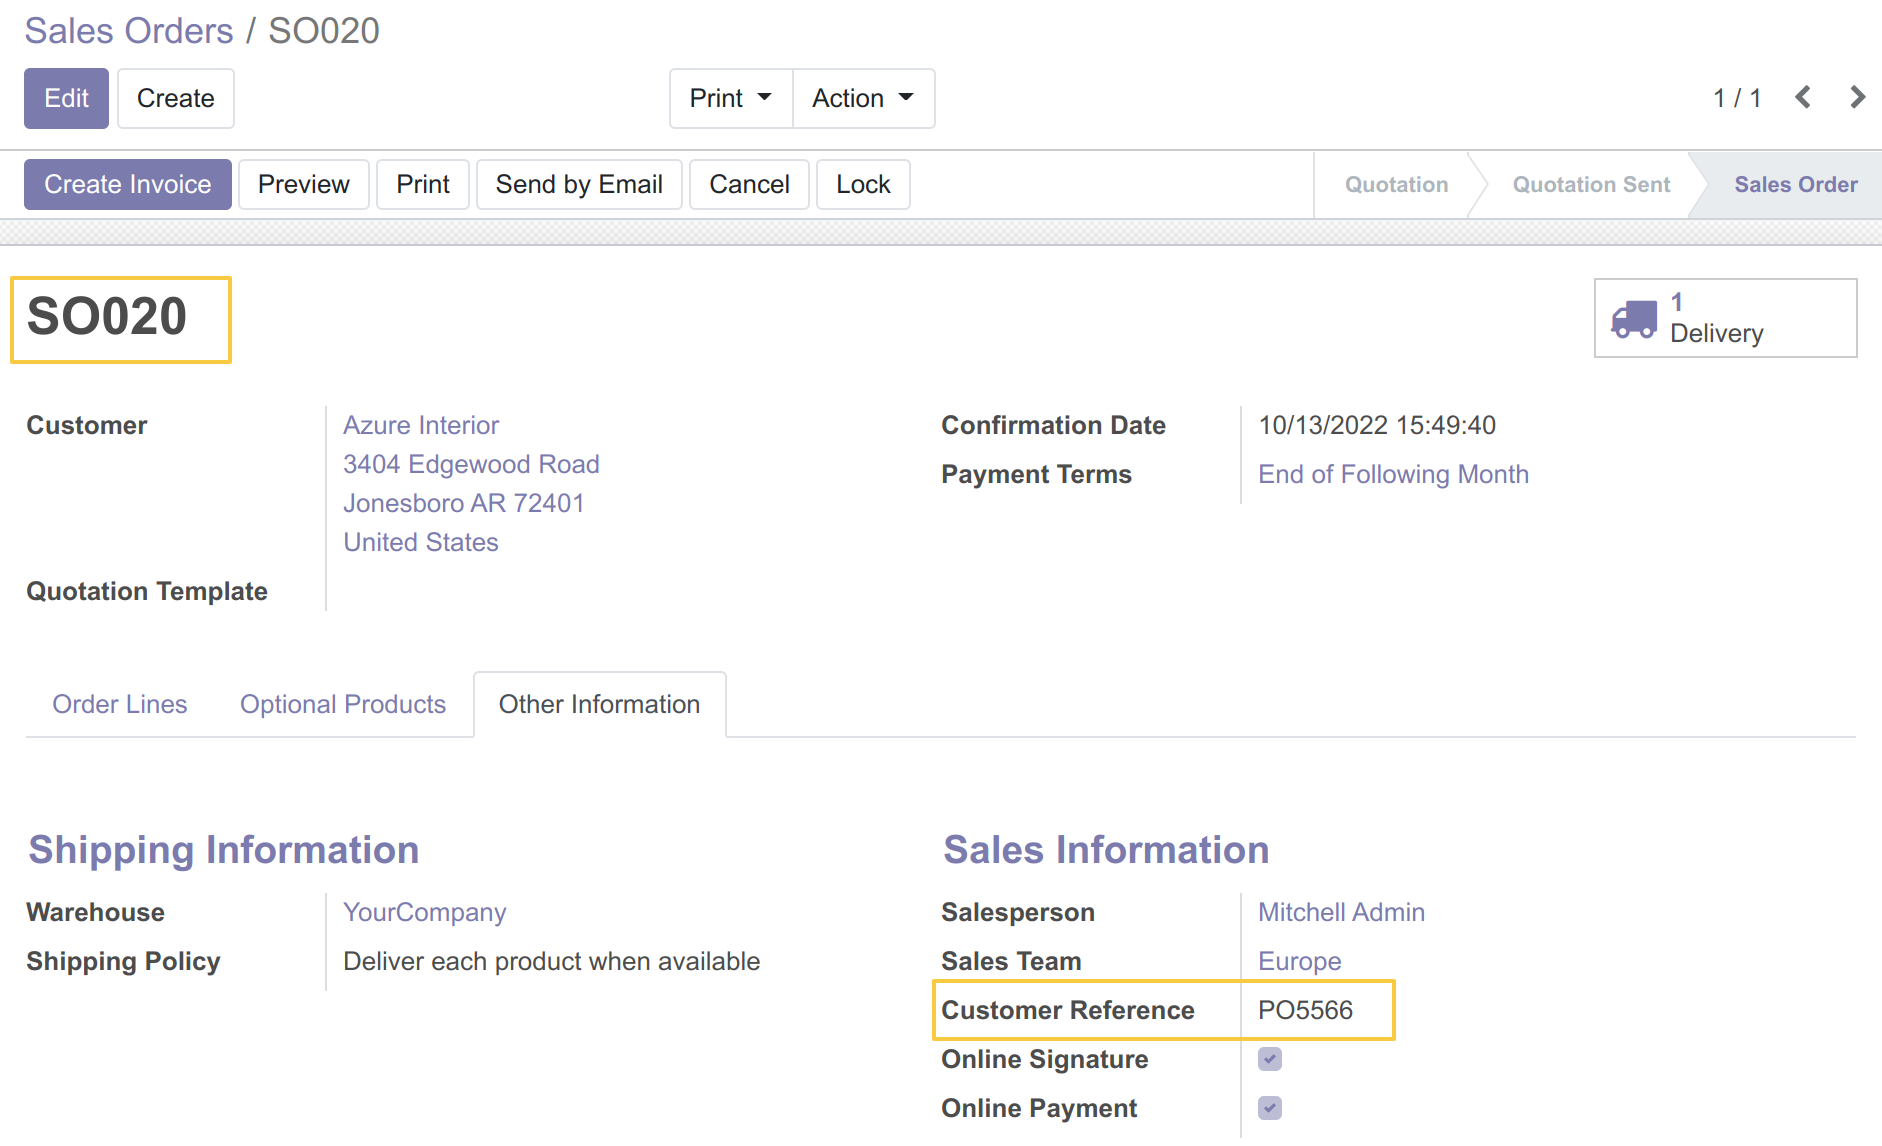 Sales Orders / SO020
Edit Create Print Action 1 / 1
Create Invoice Preview Print Send by Email Cancel Lock Quotation Quotation Sent Sales Order
SO020
1
Delivery
Customer
Azure Interior
3404 Edgewood Road
Jonesboro AR 72401
United States
Quotation Template
Confirmation Date 10/13/2022 15:49:40
Payment Terms End of Following Month
Order Lines Optional Products Other Information
Shipping Information
Warehouse YourCompany
Shipping Policy Deliver each product when available
Sales Information
Salesperson Mitchell Admin
Sales Team Europe
Customer Reference PO5566
Online Signature
Online Payment